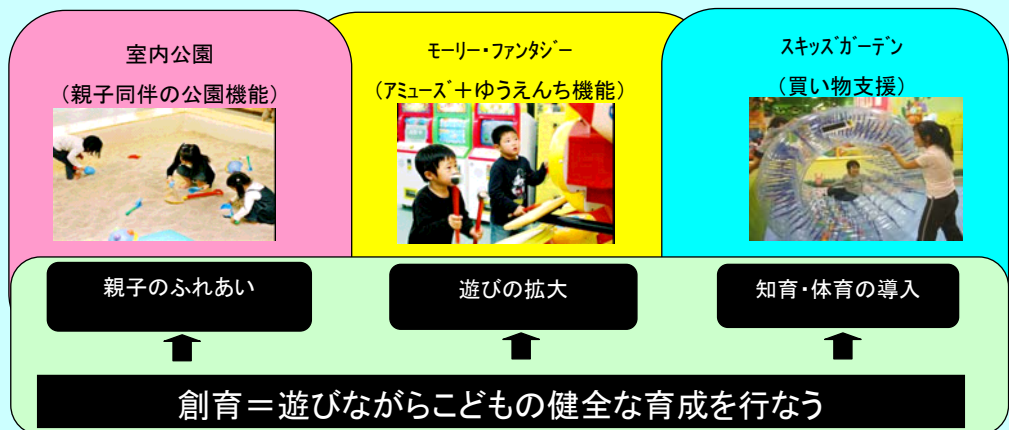 室内公園
（親子同伴の公園機能）
ﾓｰﾘｰ・ﾌｧﾝﾀｼﾞｰ
（ｱﾐｭｰｽﾞ＋ゆうえんち機能）
ｽｷｯｽﾞｶﾞｰﾃﾞﾝ
（買い物支援）
親子のふれあい
遊びの拡大
知育・体育の導入
創育＝遊びながらこどもの健全な育成を行なう